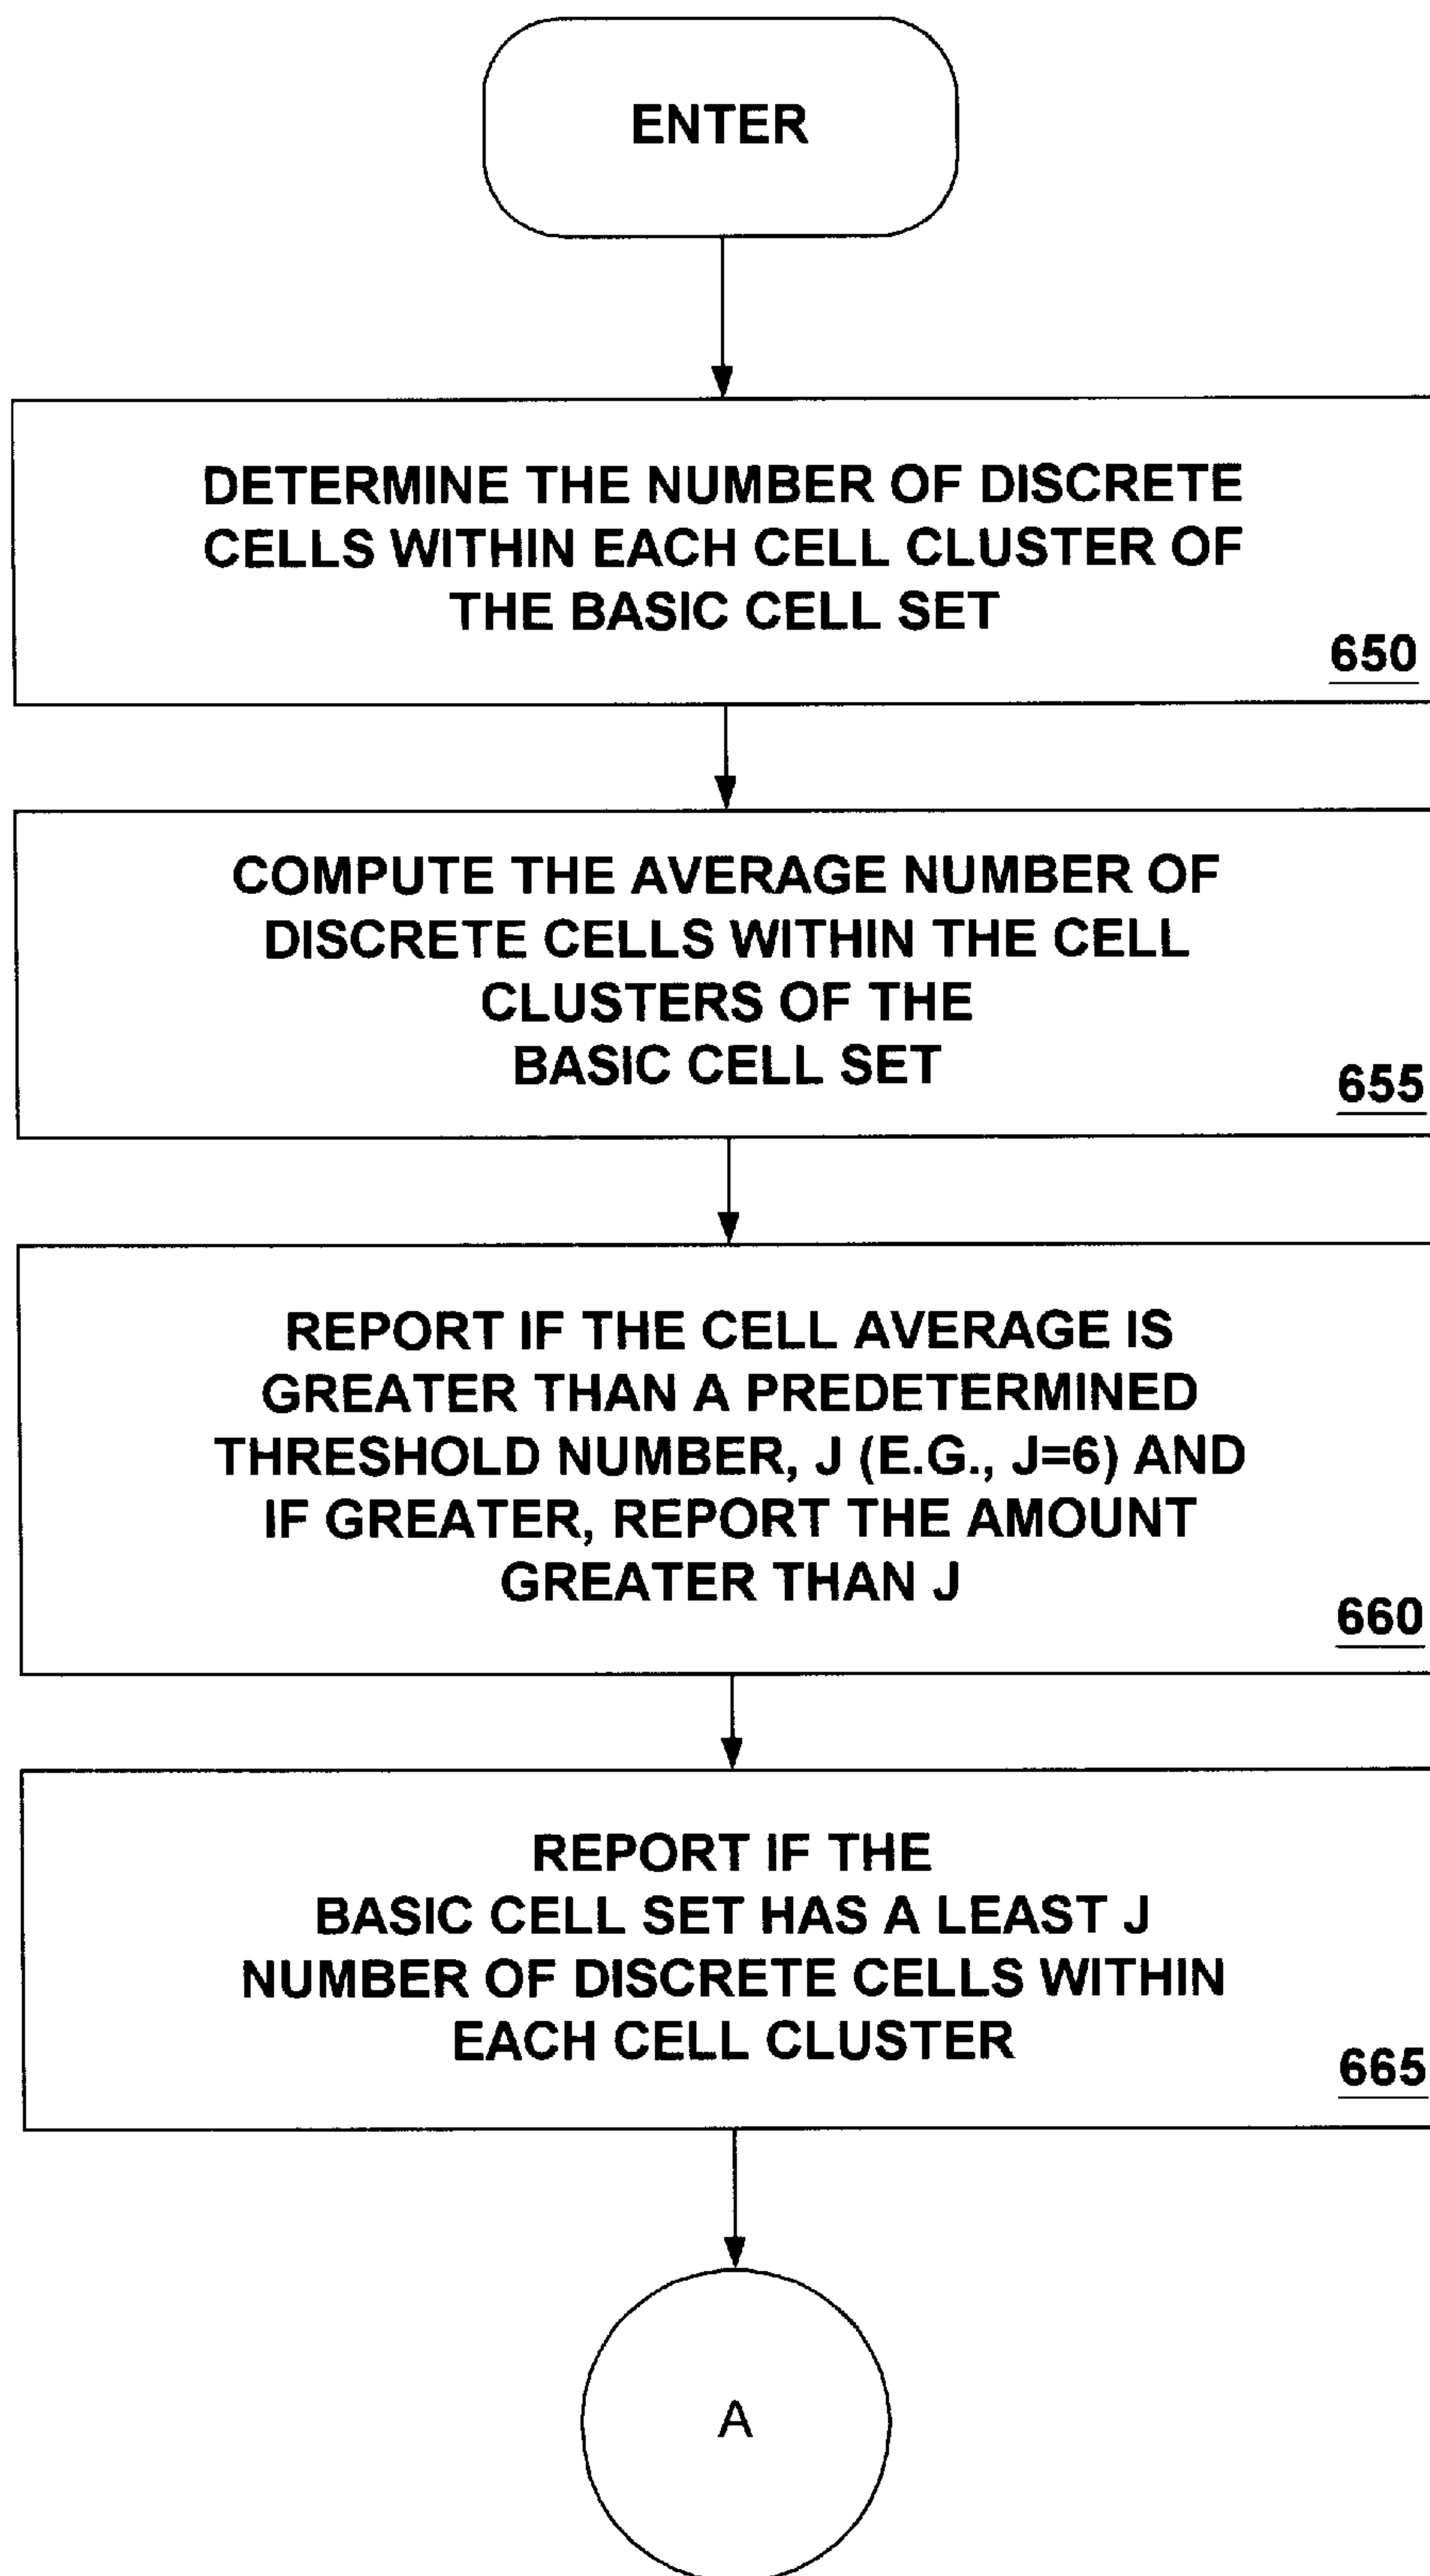 ENTER
DETERMINE THE NUMBER OF DISCRETE
CELLS WITHIN EACH CELL CLUSTER OF
THE BASIC CELL SET
650
COMPUTE THE AVERAGE NUMBER OF
DISCRETE CELLS WITHIN THE CELL
CLUSTERS OF THE
BASIC CELL SET
655
REPORT IF THE CELL AVERAGE IS
GREATER THAN A PREDETERMINED
THRESHOLD NUMBER, J (E.G., J=6) AND
IF GREATER, REPORT THE AMOUNT
GREATER THAN J
660
REPORT IF THE
BASIC CELL SET HAS A LEAST J
NUMBER OF DISCRETE CELLS WITHIN
EACH CELL CLUSTER
665
A